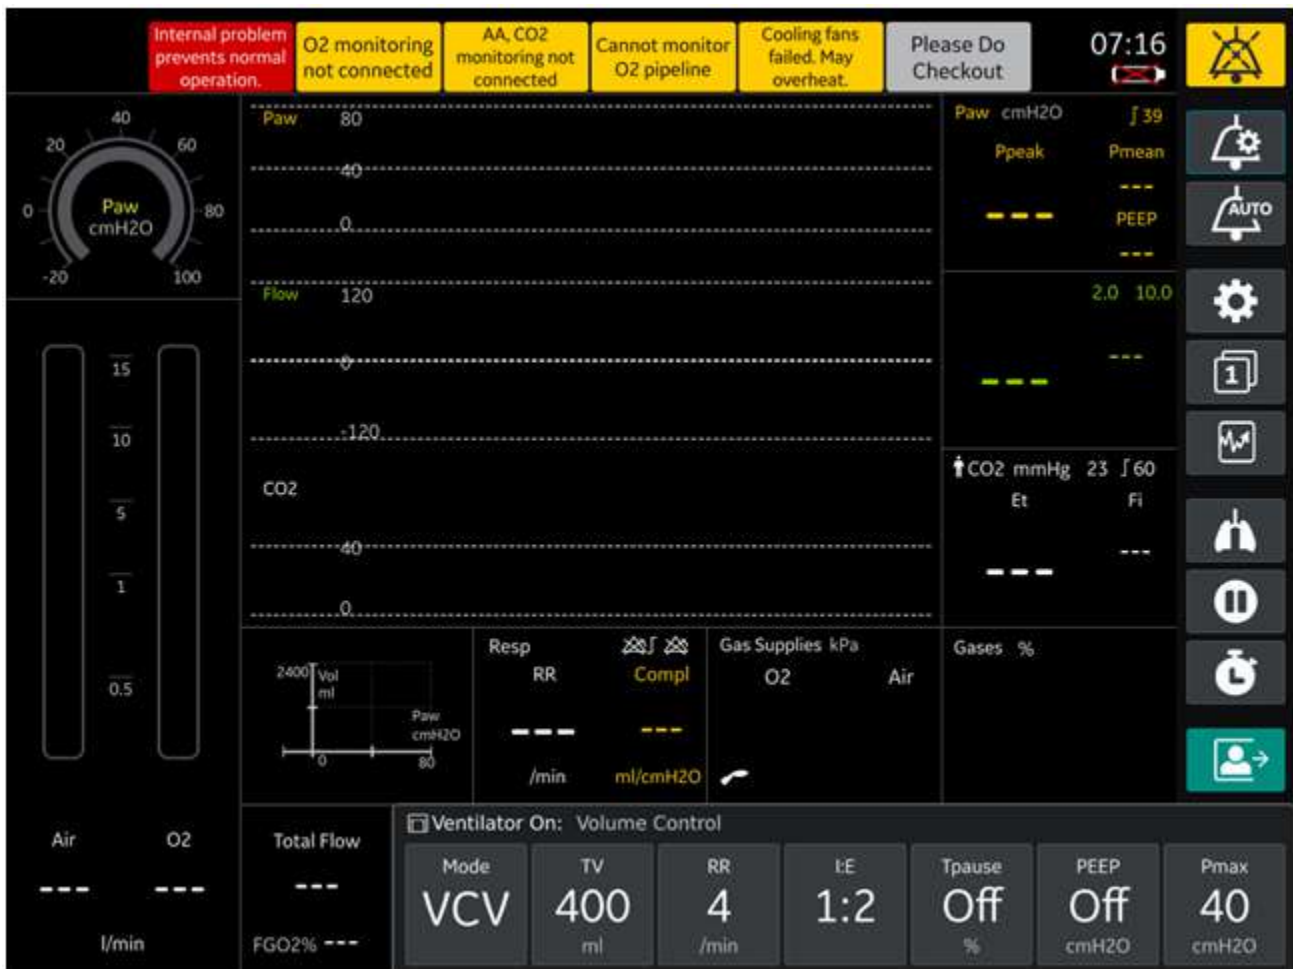 Internal problem
prevents normal
operation.
O2 monitoring
not connected
AA, CO2
monitoring not
connected
Cannot monitor
O2 pipeline
Cooling fans
failed. May
overheat.
Please Do
Checkout
07:16
40
20 60
0 Paw 80
cmH2O
-20 100
Paw 80
40
0
Flow 120
0
-120
CO2
40
0
Paw cmH2O 39
Ppeak Pmean
--- ---
PEEP
---
2.0 10.0
--- ---
CO2 mmHg 23 60
Et Fi
--- ---
AUTO
1
15
10
5
1
0.5
Air O2
--- ---
l/min
2400 Vol
ml
Paw
cmH2O
0 80
Resp
RR Compl
--- ---
/min ml/cmH2O
Gas Supplies kPa
O2 Air
Gases %
Total Flow
---
FGO2% ---
Ventilator On: Volume Control
Mode TV RR I:E Tpause PEEP Pmax
VCV 400 4 1:2 Off Off 40
ml /min % cmH2O cmH2O